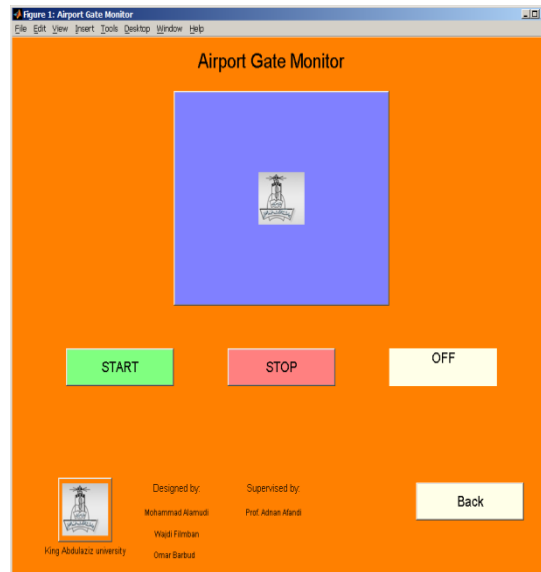 Figure 1: Airport Gate Monitor
File Edit View Insert Tools Desktop Window Help
Airport Gate Monitor
START
STOP
OFF
Designed by:
Supervised by:
Mohammad Alamudi
Prof. Adnan Afandi
Wajdi Filmban
Omar Barbud
King Abdulaziz university
Back